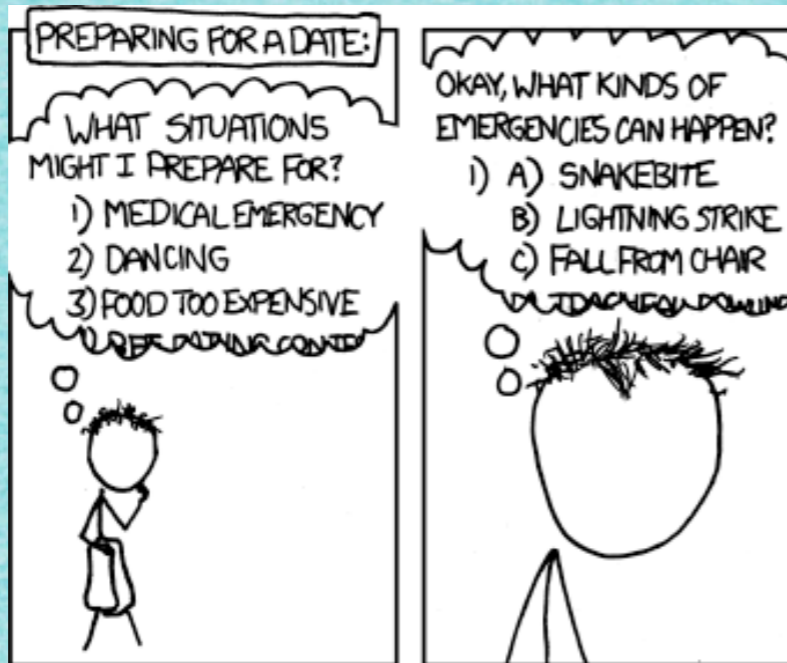 PREPARING FOR A DATE:
WHAT SITUATIONS
MIGHT I PREPARE FOR?
1) MEDICAL EMERGENCY
2) DANCING
3) FOOD TOO EXPENSIVE
OKAY, WHAT KINDS OF
EMERGENCIES CAN HAPPEN?
1) A) SNAKEBITE
B) LIGHTNING STRIKE
C) FALL FROM CHAIR